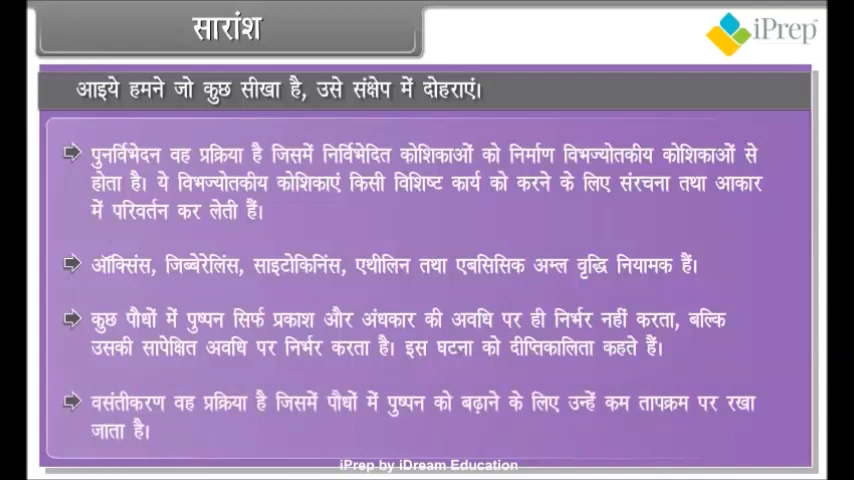 सारांश
iPrep
आइये हमने जो कुछ सीखा है, उसे संक्षेप में दोहराएं।
पुनर्विभेदन वह प्रक्रिया है जिसमें निर्विभेदित कोशिकाओं को निर्माण विभज्योतकीय कोशिकाओं से
होता है। ये विभज्योतकीय कोशिकाएं किसी विशिष्ट कार्य को करने के लिए संरचना तथा आकार
में परिवर्तन कर लेती हैं।
ऑक्सिंस, जिब्बेरेलिंस, साइटोकिनिंस, एथीलिन तथा एबसिसिक अम्ल वृद्धि नियामक हैं।
कुछ पौधों में पुष्पन सिर्फ प्रकाश और अंधकार की अवधि पर ही निर्भर नहीं करता, बल्कि
उसकी सापेक्षित अवधि पर निर्भर करता है। इस घटना को दीप्तिकालिता कहते हैं।
वसंतीकरण वह प्रक्रिया है जिसमें पौधों में पुष्पन को बढ़ाने के लिए उन्हें कम तापक्रम पर रखा
जाता है।
iPrep by iDream Education